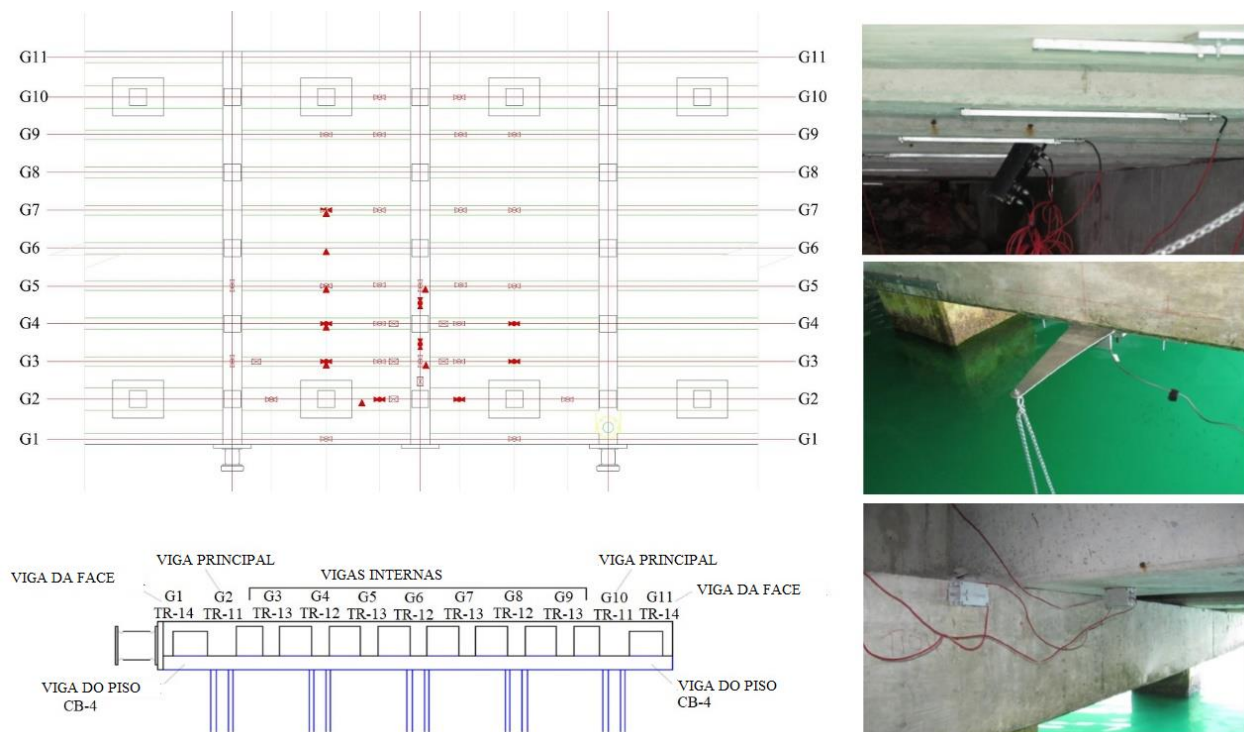 G11 G11
G10 G10
G9 G9
G8 G8
G7 G7
G6 G6
G5 G5
G4 G4
G3 G3
G2 G2
G1 G1
VIGA PRINCIPAL VIGA PRINCIPAL
VIGA DA FACE VIGAS INTERNAS VIGA DA FACE
G1 G2 G3 G4 G5 G6 G7 G8 G9 G10 G11
TR-14 TR-11 TR-13 TR-12 TR-13 TR-12 TR-13 TR-12 TR-13 TR-11 TR-14
VIGA DO PISO VIGA DO PISO
CB-4 CB-4